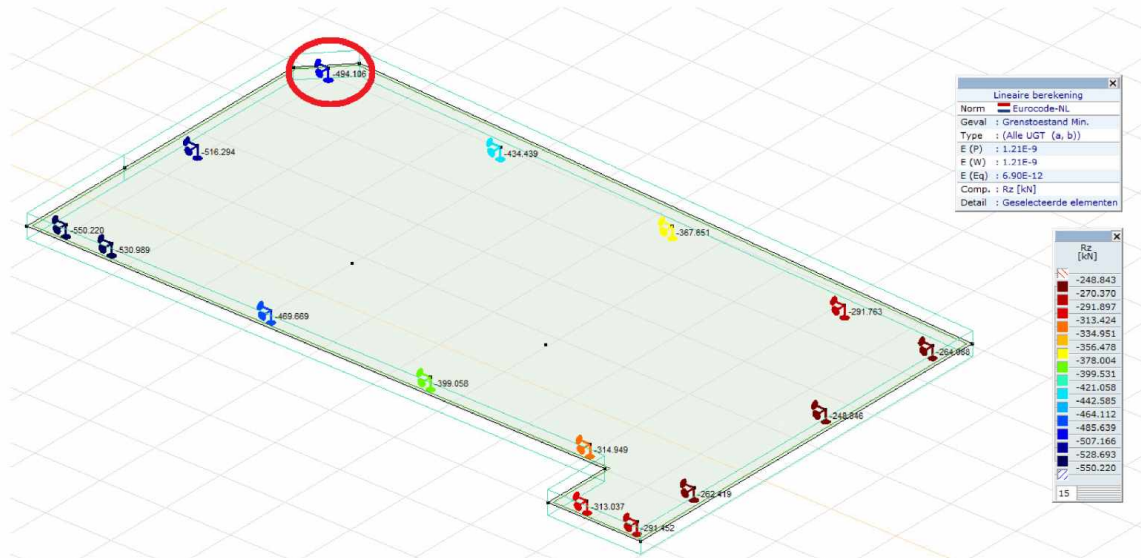 -494.106
-516.294
-434.439
-550.220
-530.989
-367.651
-469.669
-291.763
-264.068
-399.058
-248.846
-314.949
-262.419
-313.037
-291.452
Lineaire berekening
Norm Eurocode-NL
Geval : Grenstoestand Min.
Type : (Alle UGT (a, b))
E (P) : 1.21E-9
E (W) : 1.21E-9
E (Eq) : 6.90E-12
Comp. : Rz [kN]
Detail : Geselecteerde elementen
Rz
[kN]
-248.843
-270.370
-291.897
-313.424
-334.951
-356.478
-378.004
-399.531
-421.058
-442.585
-464.112
-485.639
-507.166
-528.693
-550.220
15